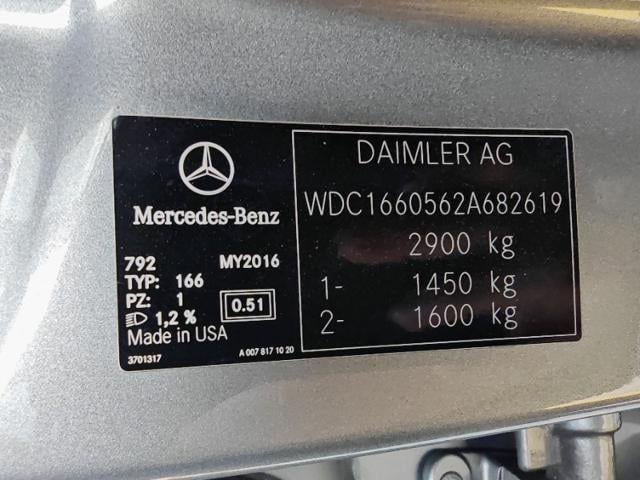 Mercedes-Benz
792 MY2016
TYP: 166
PZ: 1 0.51
1,2 %
Made in USA
3701317 A 007 817 10 20
DAIMLER AG
WDC1660562A682619
2900 kg
1- 1450 kg
2- 1600 kg